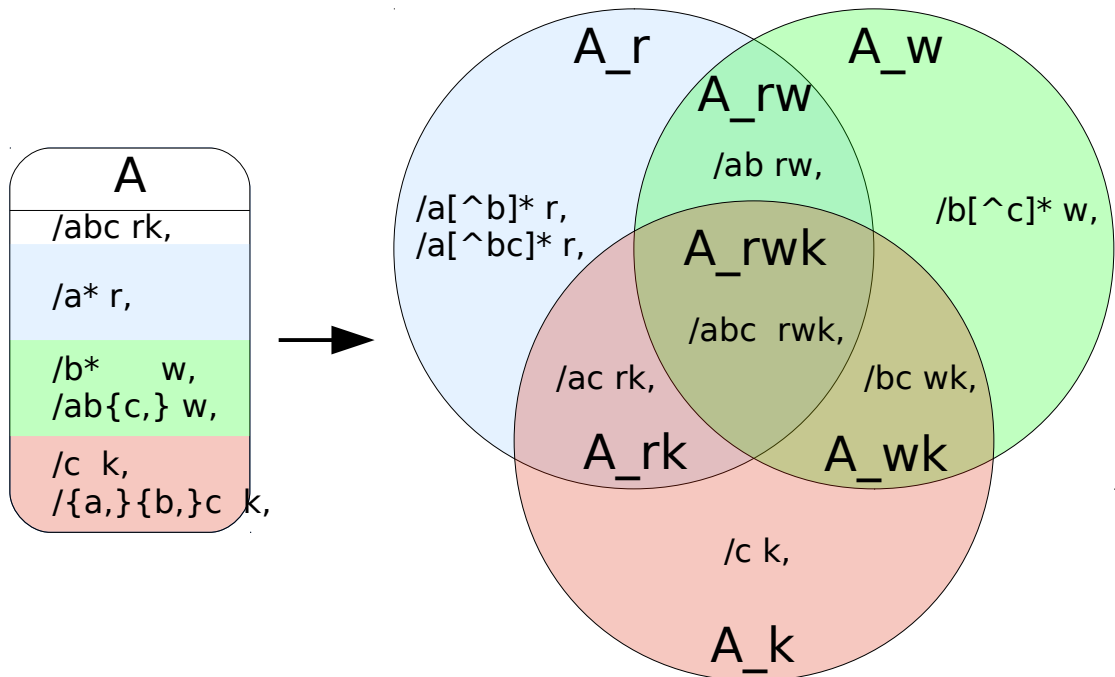 A
/abc rk,
/a* r,
/b* w,
/ab{c,} w,
/c k,
/{a,}{b,}c k,
A_r
A_w
A_rw
/ab rw,
/a[^b]* r,
/a[^bc]* r,
/b[^c]* w,
A_rwk
/abc rwk,
/ac rk,
/bc wk,
A_rk
A_wk
/c k,
A_k